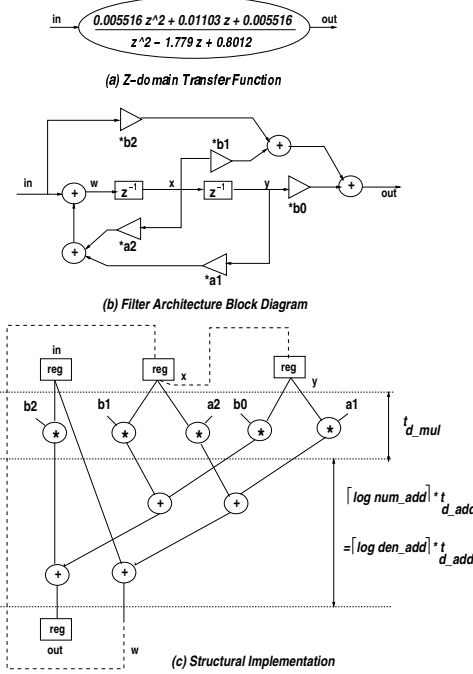 in
0.005516 z^2 + 0.01103 z + 0.005516
out
z^2 − 1.779 z + 0.8012
(a) Z-domain Transfer Function
*b2
*b1
+
in
w
x
y
out
+
z⁻¹
z⁻¹
+
*b0
*a2
+
*a1
(b) Filter Architecture Block Diagram
in
reg
reg
x
reg
y
b2
b1
a2
b0
a1
*
*
*
*
*
t d_mul
+
+
⌈log num_add⌉ * t d_add
=⌈log den_add⌉ * t d_add
+
+
reg
out
w
(c) Structural Implementation